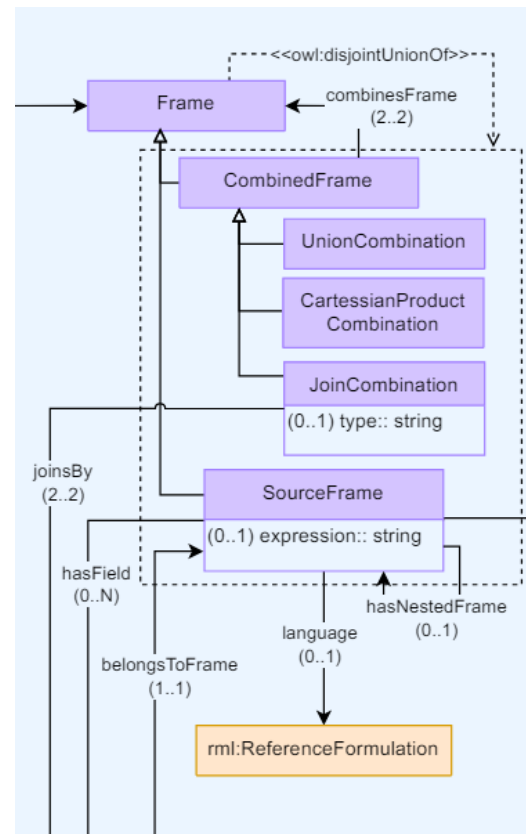 <<owl:disjointUnionOf>>
Frame
combinesFrame
(2..2)
CombinedFrame
UnionCombination
CartessianProduct
Combination
JoinCombination
(0..1) type:: string
joinsBy
(2..2)
SourceFrame
(0..1) expression:: string
hasField
(0..N)
hasNestedFrame
(0..1)
language
(0..1)
belongsToFrame
(1..1)
rml:ReferenceFormulation